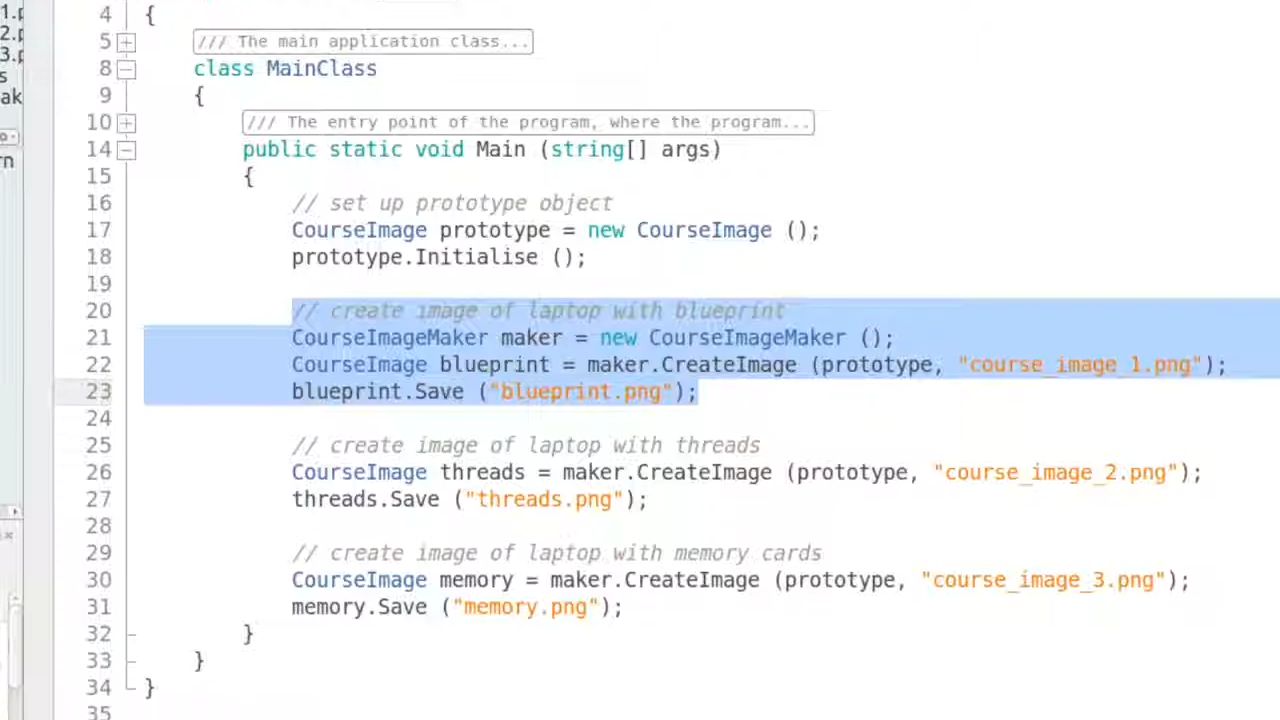 1.p
2.p
3.p
s
ak
rn
4 {
5 /// The main application class...
8 class MainClass
9 {
10 /// The entry point of the program, where the program...
14 public static void Main (string[] args)
15 {
16 // set up prototype object
17 CourseImage prototype = new CourseImage ();
18 prototype.Initialise ();
19
20 // create image of laptop with blueprint
21 CourseImageMaker maker = new CourseImageMaker ();
22 CourseImage blueprint = maker.CreateImage (prototype, "course_image_1.png");
23 blueprint.Save ("blueprint.png");
24
25 // create image of laptop with threads
26 CourseImage threads = maker.CreateImage (prototype, "course_image_2.png");
27 threads.Save ("threads.png");
28
29 // create image of laptop with memory cards
30 CourseImage memory = maker.CreateImage (prototype, "course_image_3.png");
31 memory.Save ("memory.png");
32 }
33 }
34 }
35